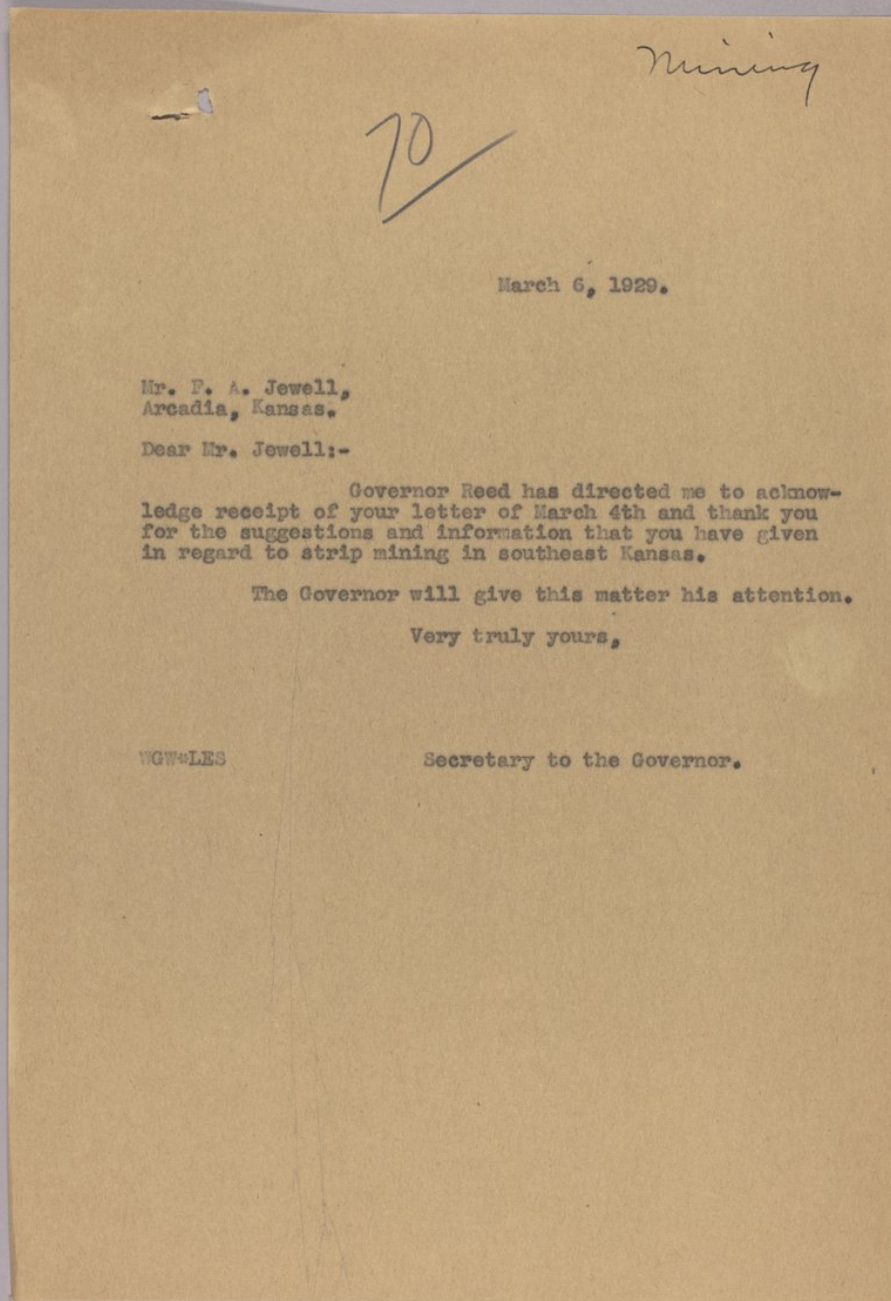 Mining
70
March 6, 1929.
Mr. F. A. Jewell,
Arcadia, Kansas.
Dear Mr. Jewell:-
Governor Reed has directed me to acknow-
ledge receipt of your letter of March 4th and thank you
for the suggestions and information that you have given
in regard to strip mining in southeast Kansas.
The Governor will give this matter his attention.
Very truly yours,
WGW*LES Secretary to the Governor.